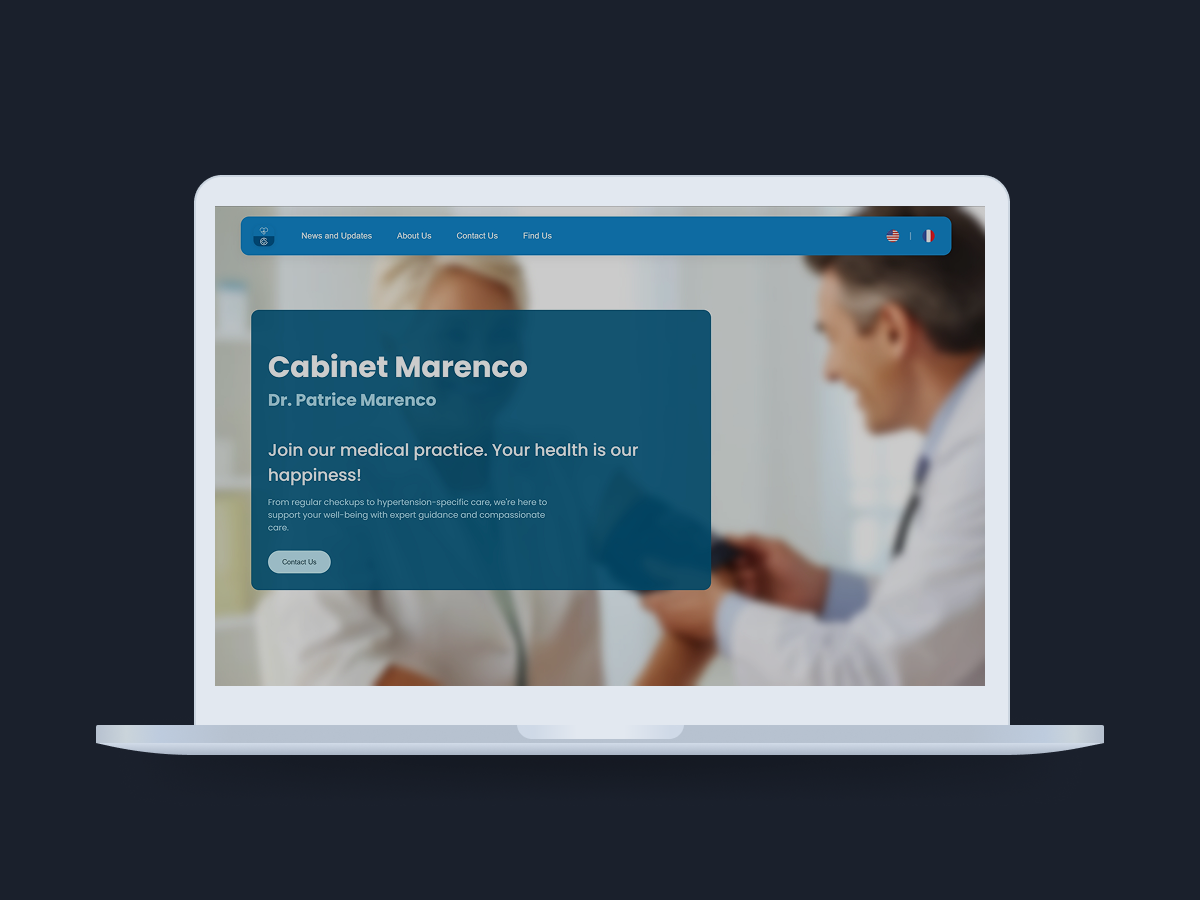 News and Updates About Us Contact Us Find Us |
Cabinet Marenco
Dr. Patrice Marenco
Join our medical practice. Your health is our
happiness!
From regular checkups to hypertension-specific care, we're here to
support your well-being with expert guidance and compassionate
care.
Contact Us